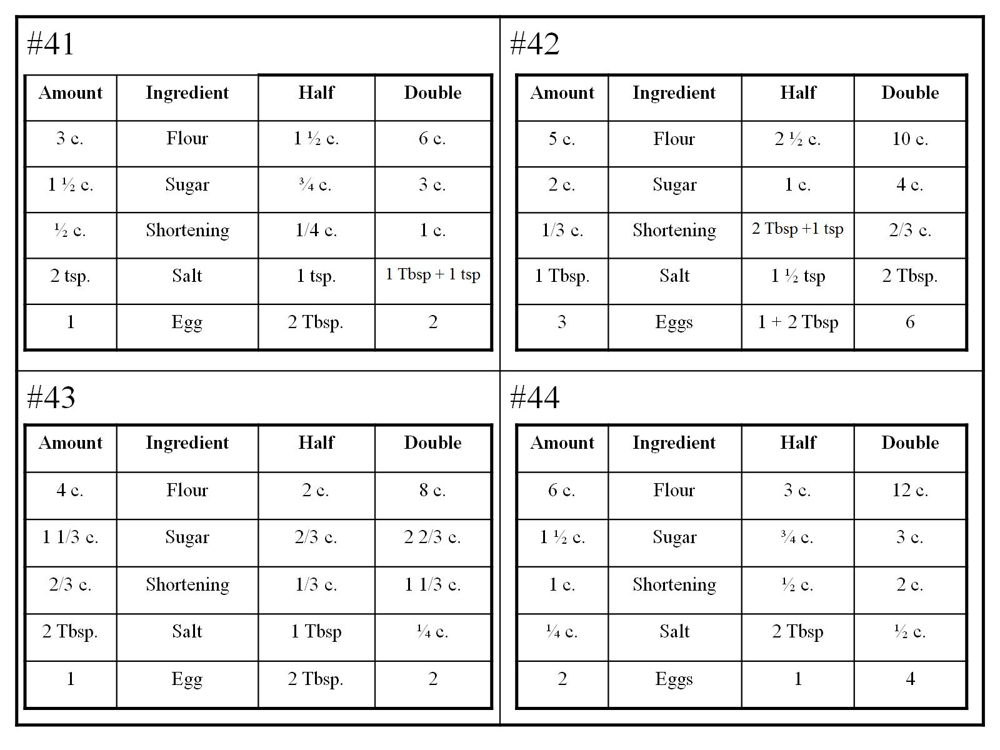 #41
Amount Ingredient Half Double
3 c. Flour 1 ½ c. 6 c.
1 ½ c. Sugar ¾ c. 3 c.
½ c. Shortening 1/4 c. 1 c.
2 tsp. Salt 1 tsp. 1 Tbsp + 1 tsp
1 Egg 2 Tbsp. 2
#42
Amount Ingredient Half Double
5 c. Flour 2 ½ c. 10 c.
2 c. Sugar 1 c. 4 c.
1/3 c. Shortening 2 Tbsp +1 tsp 2/3 c.
1 Tbsp. Salt 1 ½ tsp 2 Tbsp.
3 Eggs 1 + 2 Tbsp 6
#43
Amount Ingredient Half Double
4 c. Flour 2 c. 8 c.
1 1/3 c. Sugar 2/3 c. 2 2/3 c.
2/3 c. Shortening 1/3 c. 1 1/3 c.
2 Tbsp. Salt 1 Tbsp ¼ c.
1 Egg 2 Tbsp. 2
#44
Amount Ingredient Half Double
6 c. Flour 3 c. 12 c.
1 ½ c. Sugar ¾ c. 3 c.
1 c. Shortening ½ c. 2 c.
¼ c. Salt 2 Tbsp ½ c.
2 Eggs 1 4